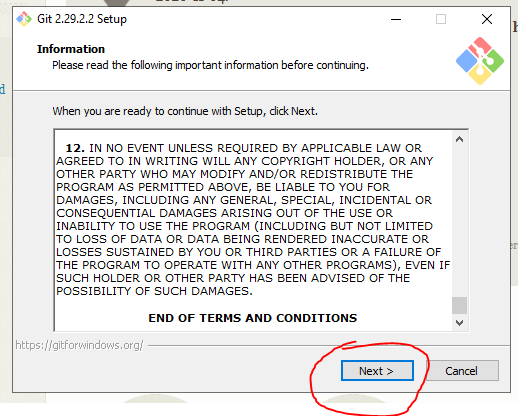 Git 2.29.2.2 Setup
Information
Please read the following important information before continuing.
When you are ready to continue with Setup, click Next.
12. IN NO EVENT UNLESS REQUIRED BY APPLICABLE LAW OR
AGREED TO IN WRITING WILL ANY COPYRIGHT HOLDER, OR ANY
OTHER PARTY WHO MAY MODIFY AND/OR REDISTRIBUTE THE
PROGRAM AS PERMITTED ABOVE, BE LIABLE TO YOU FOR
DAMAGES, INCLUDING ANY GENERAL, SPECIAL, INCIDENTAL OR
CONSEQUENTIAL DAMAGES ARISING OUT OF THE USE OR
INABILITY TO USE THE PROGRAM (INCLUDING BUT NOT LIMITED
TO LOSS OF DATA OR DATA BEING RENDERED INACCURATE OR
LOSSES SUSTAINED BY YOU OR THIRD PARTIES OR A FAILURE OF
THE PROGRAM TO OPERATE WITH ANY OTHER PROGRAMS), EVEN IF
SUCH HOLDER OR OTHER PARTY HAS BEEN ADVISED OF THE
POSSIBILITY OF SUCH DAMAGES.
END OF TERMS AND CONDITIONS
https://gitforwindows.org/
Next >
Cancel